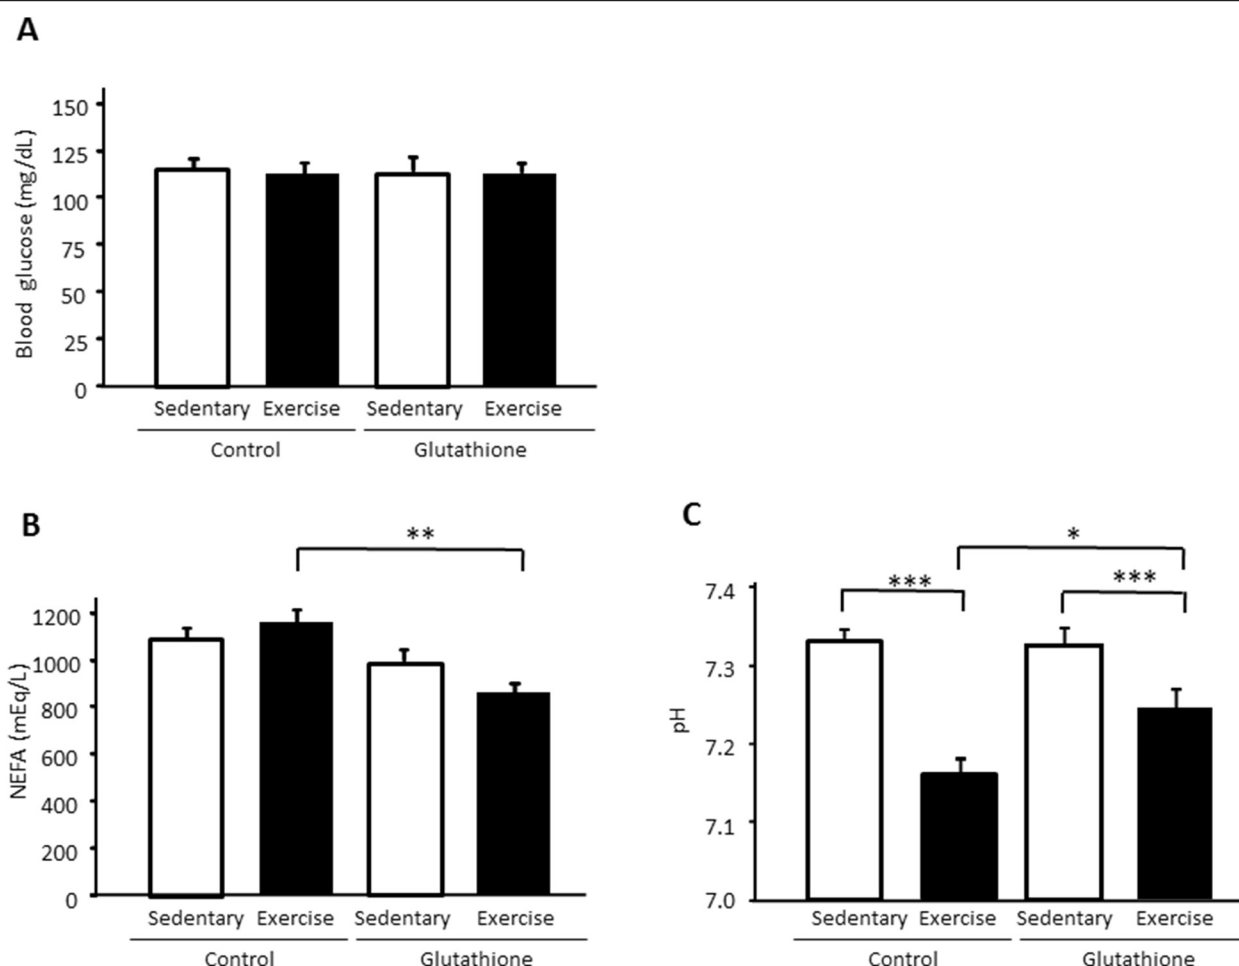 A
Blood glucose (mg/dL)
150
125
100
75
50
25
0
Sedentary Exercise Sedentary Exercise
Control Glutathione
B
**
NEFA (mEq/L)
1200
1000
800
600
400
200
0
Sedentary Exercise Sedentary Exercise
Control Glutathione
C
*
*** ***
pH
7.4
7.3
7.2
7.1
7.0
Sedentary Exercise Sedentary Exercise
Control Glutathione